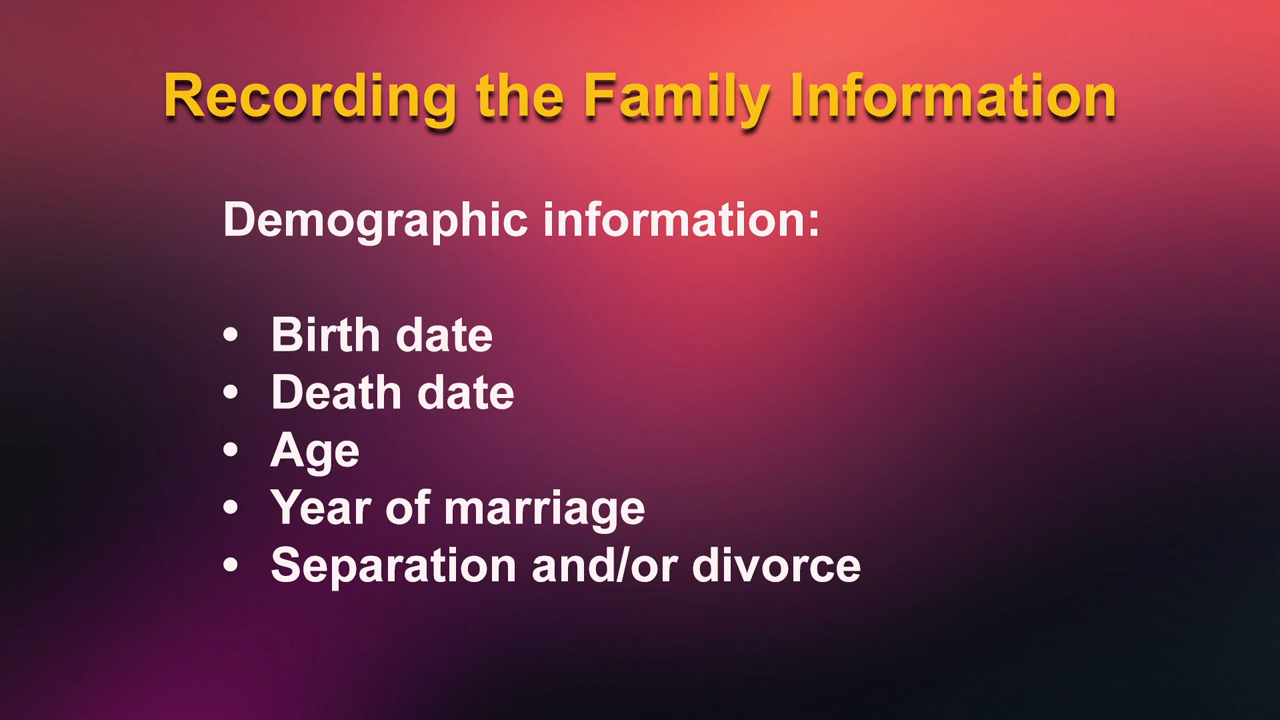 Recording the Family Information
Demographic information:
• Birth date
• Death date
• Age
• Year of marriage
• Separation and/or divorce